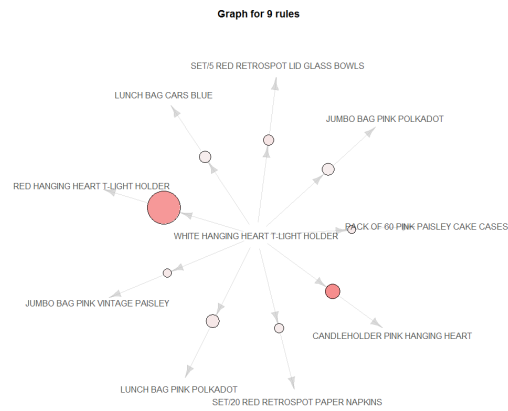 Graph for 9 rules
SET/5 RED RETROSPOT LID GLASS BOWLS
LUNCH BAG CARS BLUE
JUMBO BAG PINK POLKADOT
RED HANGING HEART T-LIGHT HOLDER
PACK OF 60 PINK PAISLEY CAKE CASES
WHITE HANGING HEART T-LIGHT HOLDER
JUMBO BAG PINK VINTAGE PAISLEY
CANDLEHOLDER PINK HANGING HEART
LUNCH BAG PINK POLKADOT
SET/20 RED RETROSPOT PAPER NAPKINS